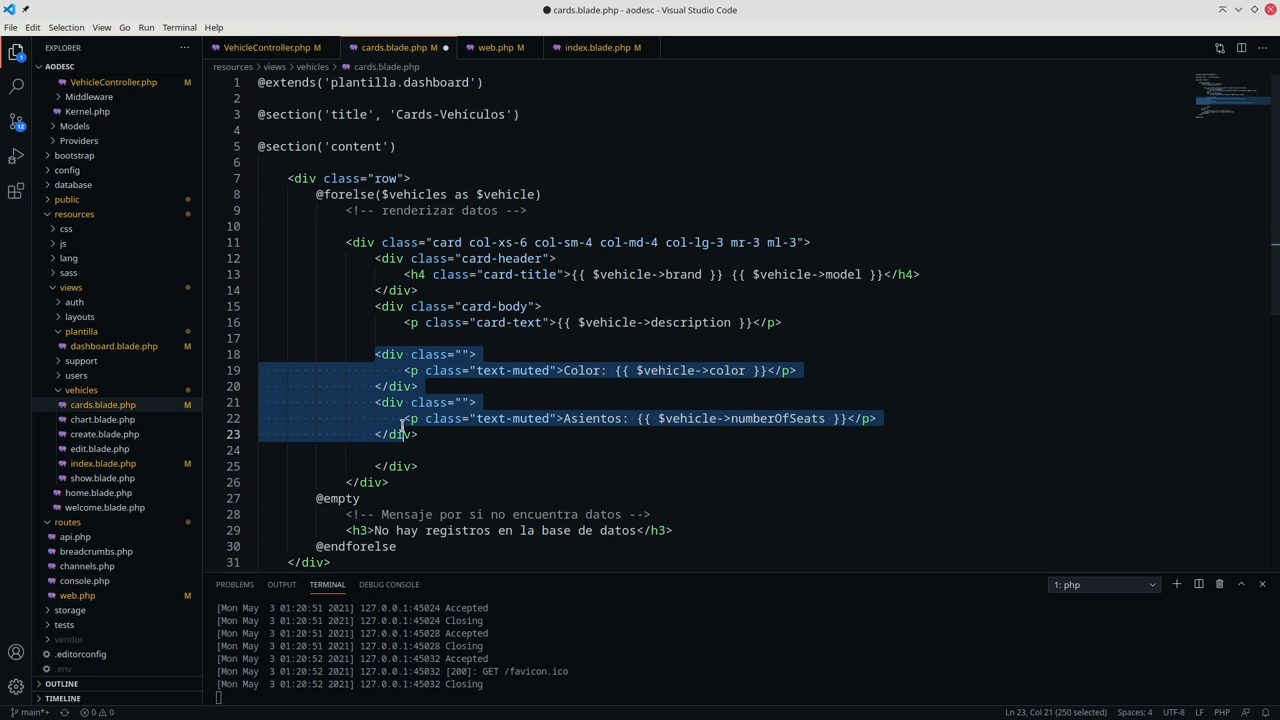 ● cards.blade.php - aodesc - Visual Studio Code
File Edit Selection View Go Run Terminal Help
EXPLORER
VehicleController.php M
cards.blade.php M
web.php M
index.blade.php M
resources > views > vehicles > cards.blade.php
AODESC
VehicleController.php M
Middleware
Kernel.php
Models
Providers
bootstrap
config
database
public
resources
css
js
lang
sass
views
auth
layouts
plantilla
dashboard.blade.php M
support
users
vehicles
cards.blade.php M
chart.blade.php
create.blade.php
edit.blade.php
index.blade.php M
show.blade.php
home.blade.php
welcome.blade.php
routes
api.php
breadcrumbs.php
channels.php
console.php
web.php M
storage
tests
vendor
.editorconfig
.env
OUTLINE
TIMELINE
1 @extends('plantilla.dashboard')
2
3 @section('title', 'Cards-Vehículos')
4
5 @section('content')
6
7 <div class="row">
8 @forelse($vehicles as $vehicle)
9 <!-- renderizar datos -->
10
11 <div class="card col-xs-6 col-sm-4 col-md-4 col-lg-3 mr-3 ml-3">
12 <div class="card-header">
13 <h4 class="card-title">{{ $vehicle->brand }} {{ $vehicle->model }}</h4>
14 </div>
15 <div class="card-body">
16 <p class="card-text">{{ $vehicle->description }}</p>
17
18 <div class="">
19 <p class="text-muted">Color: {{ $vehicle->color }}</p>
20 </div>
21 <div class="">
22 <p class="text-muted">Asientos: {{ $vehicle->numberOfSeats }}</p>
23 </div>
24
25 </div>
26 </div>
27 @empty
28 <!-- Mensaje por si no encuentra datos -->
29 <h3>No hay registros en la base de datos</h3>
30 @endforelse
31 </div>
PROBLEMS OUTPUT TERMINAL DEBUG CONSOLE 1: php
[Mon May  3 01:20:51 2021] 127.0.0.1:45024 Accepted
[Mon May  3 01:20:51 2021] 127.0.0.1:45024 Closing
[Mon May  3 01:20:51 2021] 127.0.0.1:45028 Accepted
[Mon May  3 01:20:51 2021] 127.0.0.1:45028 Closing
[Mon May  3 01:20:52 2021] 127.0.0.1:45032 Accepted
[Mon May  3 01:20:52 2021] 127.0.0.1:45032 [200]: GET /favicon.ico
[Mon May  3 01:20:52 2021] 127.0.0.1:45032 Closing
1
12
main*+ 0 0 Ln 23, Col 21 (250 selected) Spaces: 4 UTF-8 LF PHP